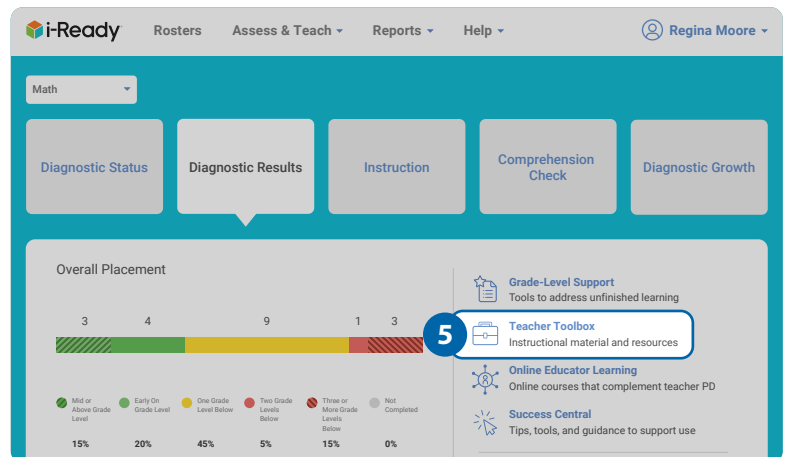 i-Ready Rosters Assess & Teach Reports Help Regina Moore
Math
Diagnostic Status
Diagnostic Results
Instruction
Comprehension
Check
Diagnostic Growth
Overall Placement
3 4 9 1 3
Mid or
Above Grade
Level
15%
Early On
Grade Level
20%
One Grade
Level Below
45%
Two Grade
Levels
Below
5%
Three or
More Grade
Levels
Below
15%
Not
Completed
0%
Grade-Level Support
Tools to address unfinished learning
5
Teacher Toolbox
Instructional material and resources
Online Educator Learning
Online courses that complement teacher PD
Success Central
Tips, tools, and guidance to support use